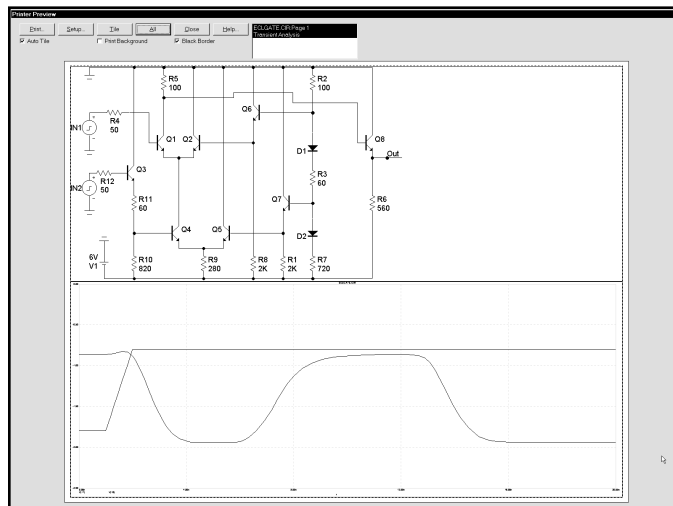 Printer Preview
Print...
Setup...
Tile
All
Close
Help..
ECLGATE.CIR Page 1
Transient Analysis
Auto Tile
Print Background
Black Border
R5
100
R2
100
Q6
IN1
R4
50
Q1
Q2
Q8
D1
Out
IN2
R12
50
Q3
R3
60
R11
60
Q7
R6
560
Q4
Q5
D2
6V
V1
R10
820
R9
280
R8
2K
R1
2K
R7
720